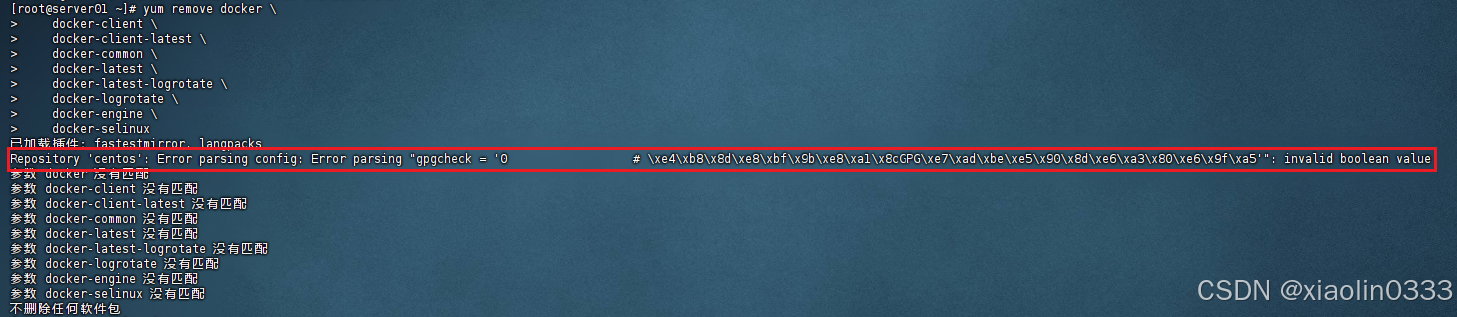 [root@server01 ~]# yum remove docker \
>     docker-client \
>     docker-client-latest \
>     docker-common \
>     docker-latest \
>     docker-latest-logrotate \
>     docker-logrotate \
>     docker-engine \
>     docker-selinux
已加载插件: fastestmirror, langpacks
Repository 'centos': Error parsing config: Error parsing "gpgcheck = 'O                 # \xe4\xb8\x8d\xe8\xbf\x9b\xe8\xa1\x8cGPG\xe7\xad\xbe\xe5\x90\x8d\xe6\xa3\x80\xe6\x9f\xa5'": invalid boolean value
参数 docker 没有匹配
参数 docker-client 没有匹配
参数 docker-client-latest 没有匹配
参数 docker-common 没有匹配
参数 docker-latest 没有匹配
参数 docker-latest-logrotate 没有匹配
参数 docker-logrotate 没有匹配
参数 docker-engine 没有匹配
参数 docker-selinux 没有匹配
不删除任何软件包
CSDN @xiaolin0333